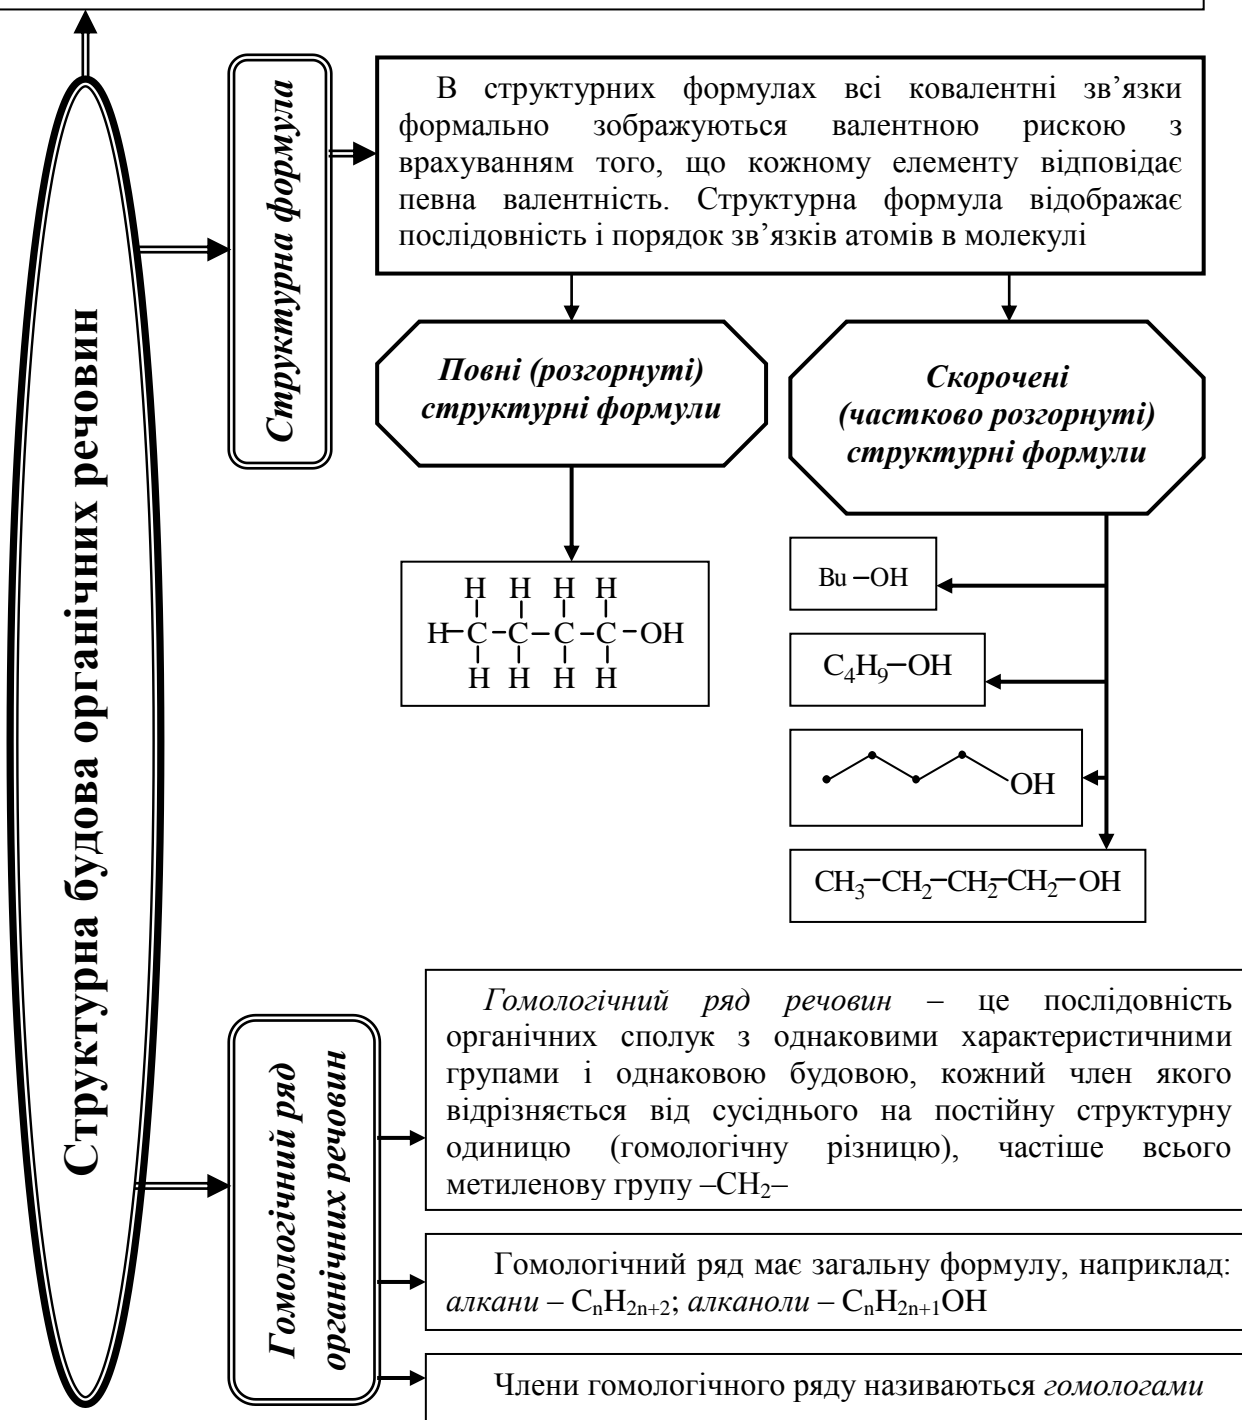 Структурна будова органічних речовин
Структурна формула
В структурних формулах всі ковалентні зв’язки
формально зображуються валентною рискою з
врахуванням того, що кожному елементу відповідає
певна валентність. Структурна формула відображає
послідовність і порядок зв’язків атомів в молекулі
Повні (розгорнуті)
структурні формули
Скорочені
(частково розгорнуті)
структурні формули
H H H H
H–C–C–C–C–OH
H H H H
Bu–OH
C₄H₉–OH
OH
CH₃–CH₂–CH₂–CH₂–OH
Гомологічний ряд
органічних речовин
Гомологічний ряд речовин – це послідовність
органічних сполук з однаковими характеристичними
групами і однаковою будовою, кожний член якого
відрізняється від сусіднього на постійну структурну
одиницю (гомологічну різницю), частіше всього
метиленову групу –CH₂–
Гомологічний ряд має загальну формулу, наприклад:
алкани – CₙH₂ₙ₊₂; алканоли – CₙH₂ₙ₊₁OH
Члени гомологічного ряду називаються гомологами